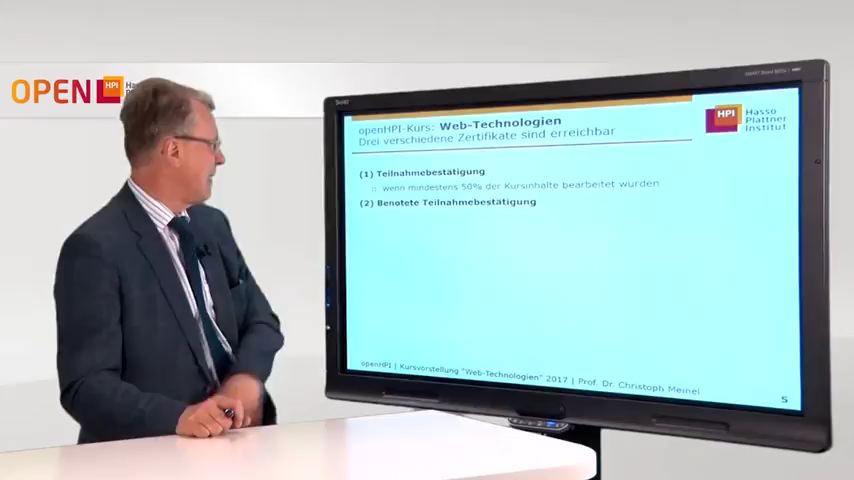 OPEN HPI
HPI Hasso
Plattner
Institut
openHPI-Kurs: Web-Technologien
Drei verschiedene Zertifikate sind erreichbar
(1) Teilnahmebestätigung
□ wenn mindestens 50% der Kursinhalte bearbeitet wurden
(2) Benotete Teilnahmebestätigung
openHPI | Kursvorstellung "Web-Technologien" 2017 | Prof. Dr. Christoph Meinel
5